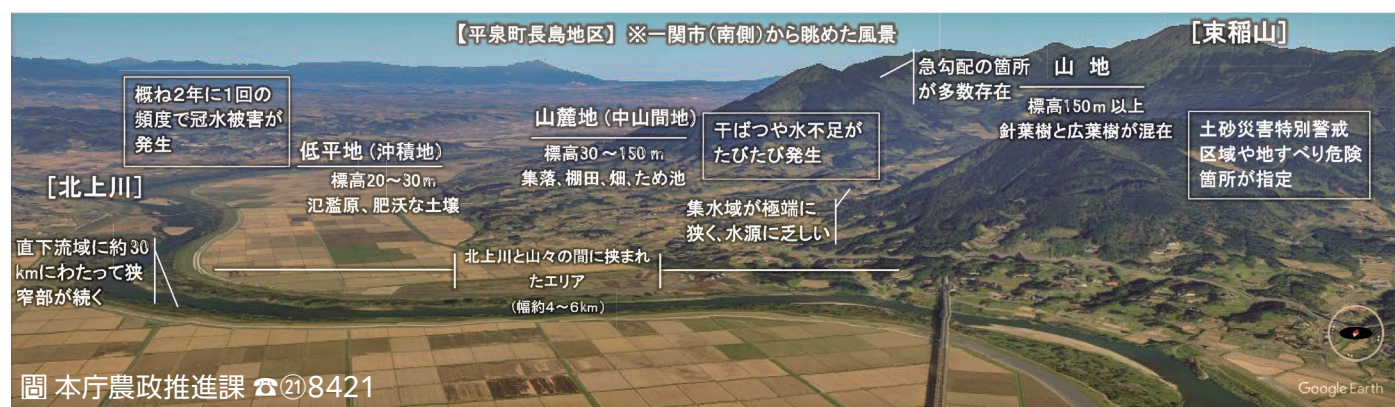 【平泉町長島地区】 ※一関市(南側)から眺めた風景
[束稲山]
概ね2年に1回の
頻度で冠水被害が
発生
低平地(沖積地)
標高20～30m
氾濫原、肥沃な土壌
[北上川]
直下流域に約30
kmにわたって狭
窄部が続く
山麓地(中山間地)
標高30～150m
集落、棚田、畑、ため池
干ばつや水不足が
たびたび発生
集水域が極端に
狭く、水源に乏しい
急勾配の箇所
が多数存在
山 地
標高150m以上
針葉樹と広葉樹が混在
土砂災害特別警戒
区域や地すべり危険
箇所が指定
北上川と山々の間に挟まれ
たエリア
(幅約4～6km)
問 本庁農政推進課 ☎㉑8421
Google Earth